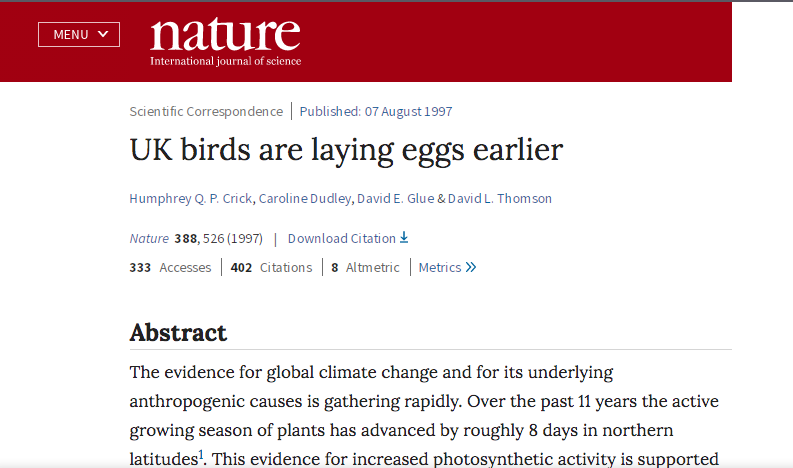 MENU
nature
International journal of science
Scientific Correspondence | Published: 07 August 1997
UK birds are laying eggs earlier
Humphrey Q. P. Crick, Caroline Dudley, David E. Glue & David L. Thomson
Nature 388, 526 (1997) | Download Citation
333 Accesses | 402 Citations | 8 Altmetric | Metrics
Abstract
The evidence for global climate change and for its underlying
anthropogenic causes is gathering rapidly. Over the past 11 years the active
growing season of plants has advanced by roughly 8 days in northern
latitudes1. This evidence for increased photosynthetic activity is supported